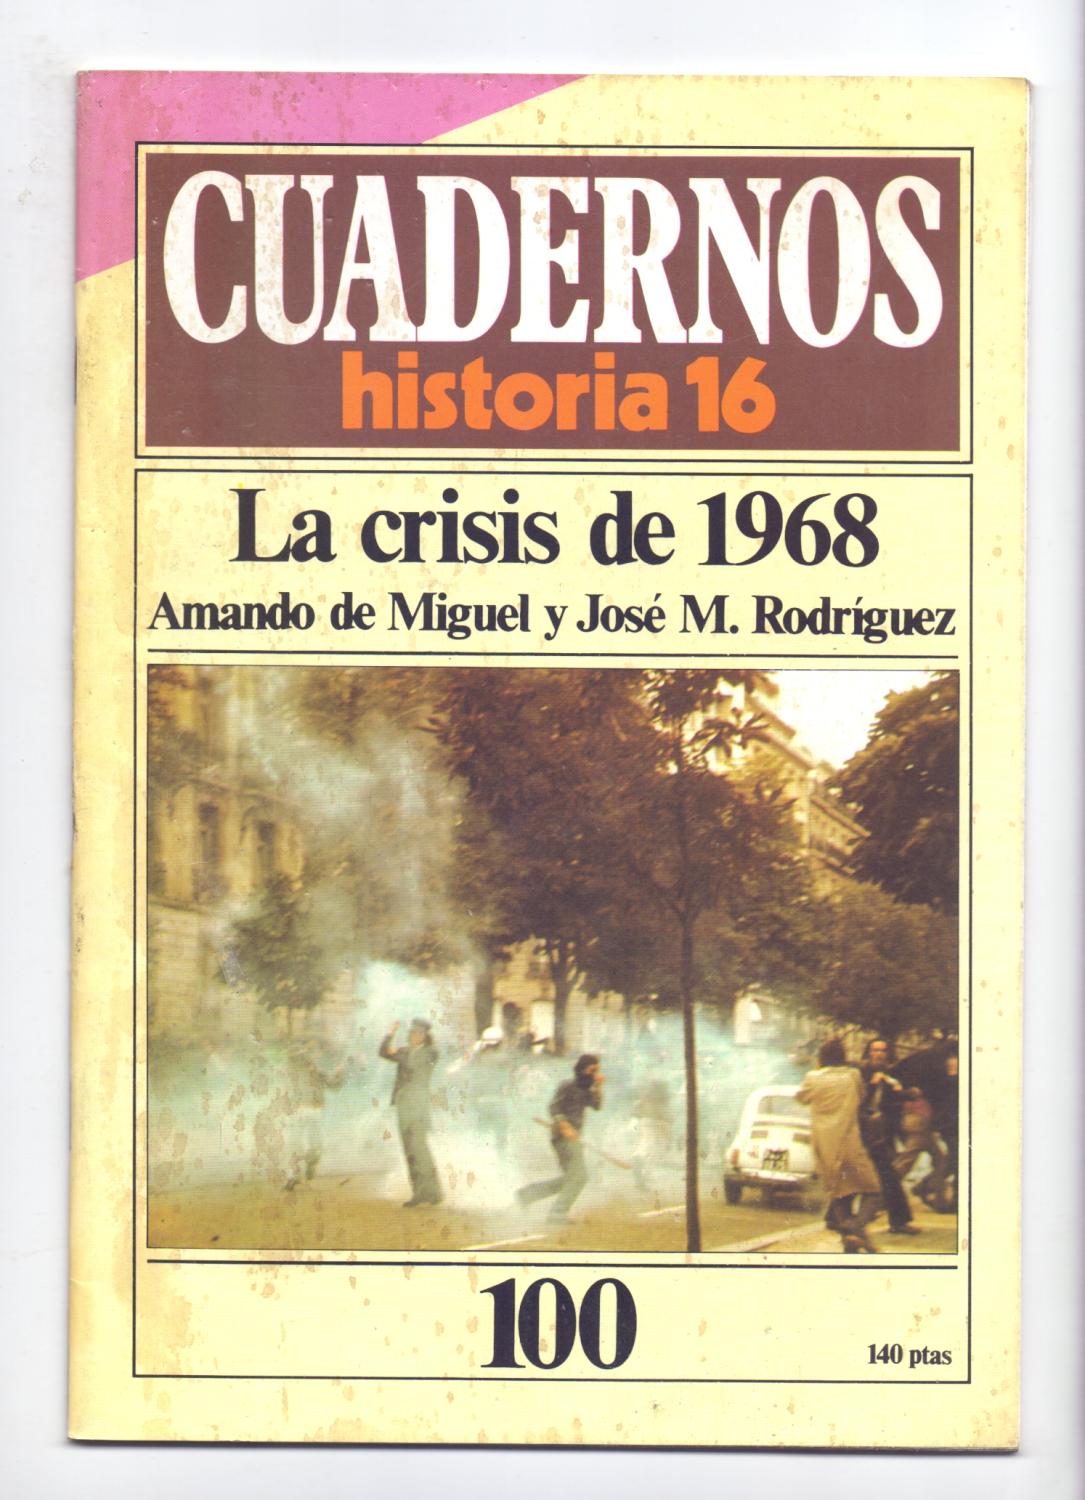 CUADERNOS
historia 16
La crisis de 1968
Amando de Miguel y José M. Rodríguez
100
140 ptas